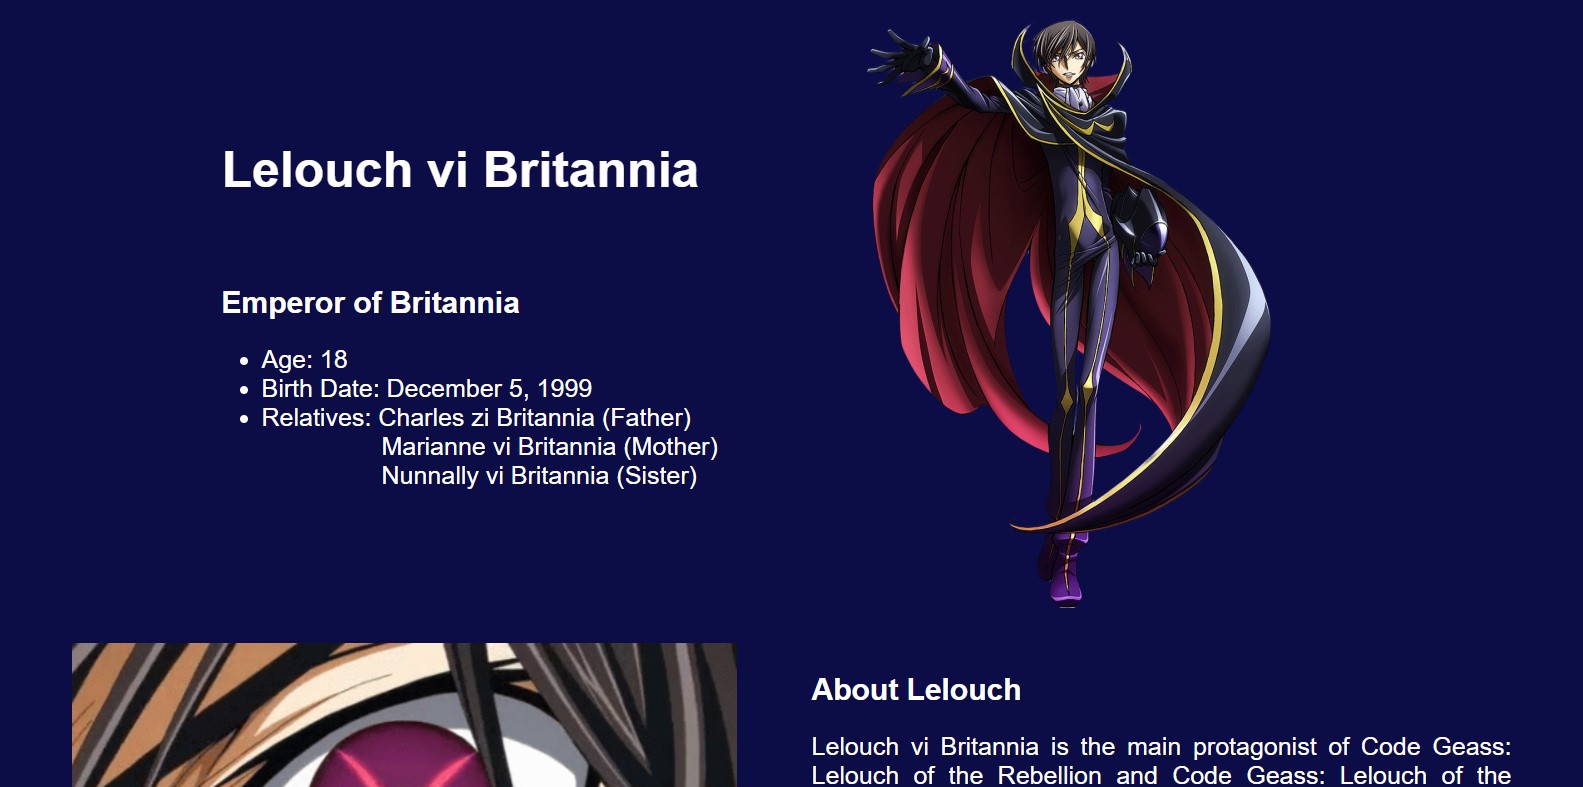 Lelouch vi Britannia
Emperor of Britannia
• Age: 18
• Birth Date: December 5, 1999
• Relatives: Charles zi Britannia (Father)
Marianne vi Britannia (Mother)
Nunnally vi Britannia (Sister)
About Lelouch
Lelouch vi Britannia is the main protagonist of Code Geass:
Lelouch of the Rebellion and Code Geass: Lelouch of the